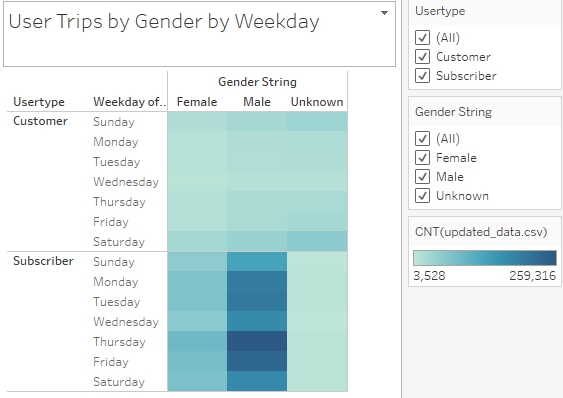 User Trips by Gender by Weekday
Gender String
Usertype Weekday of.. Female Male Unknown
Customer Sunday
Monday
Tuesday
Wednesday
Thursday
Friday
Saturday
Subscriber Sunday
Monday
Tuesday
Wednesday
Thursday
Friday
Saturday
Usertype
(All)
Customer
Subscriber
Gender String
(All)
Female
Male
Unknown
CNT(updated_data.csv)
3,528 259,316